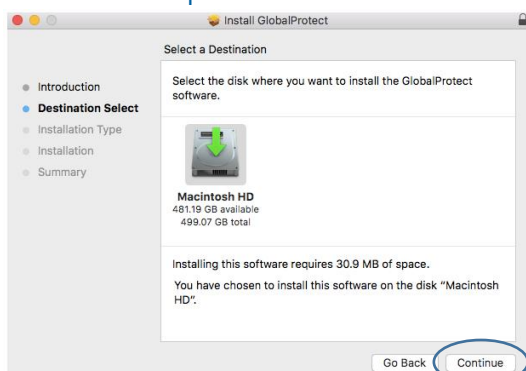 Install GlobalProtect
Select a Destination
Introduction
Destination Select
Installation Type
Installation
Summary
Select the disk where you want to install the GlobalProtect
software.
Macintosh HD
481.19 GB available
499.07 GB total
Installing this software requires 30.9 MB of space.
You have chosen to install this software on the disk “Macintosh
HD”.
Go Back
Continue